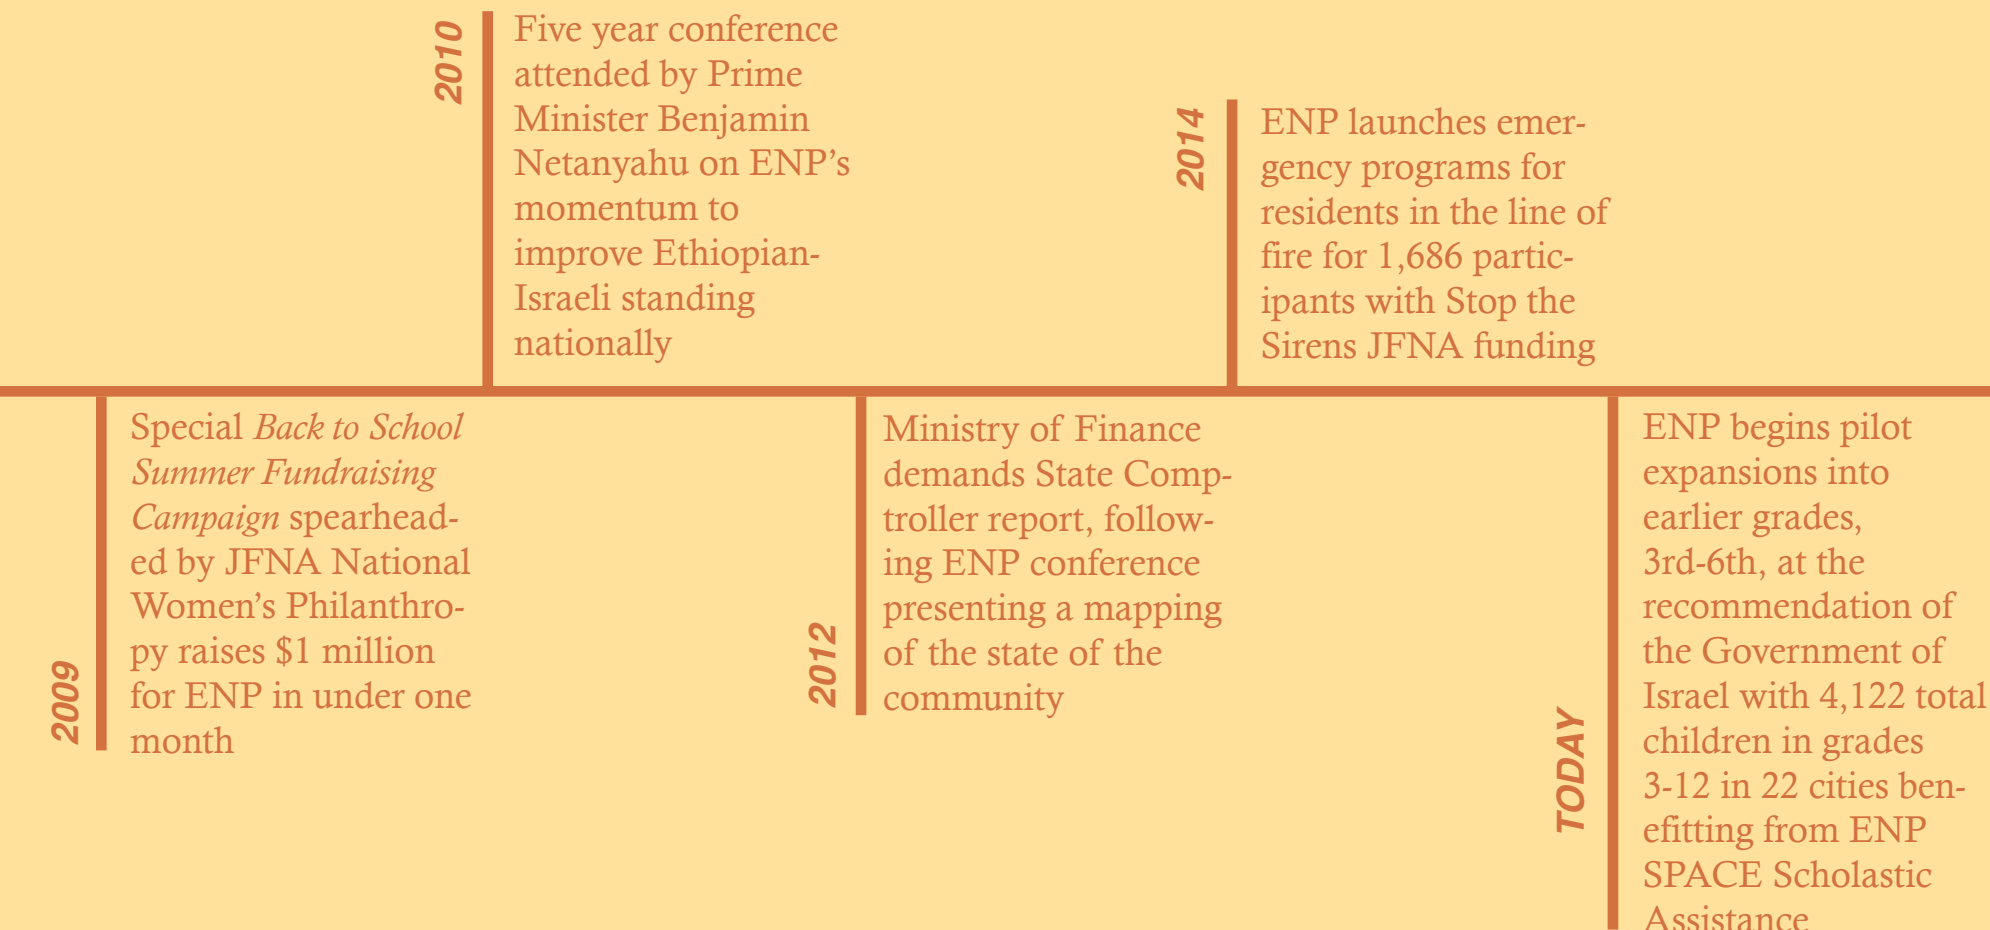 2010
Five year conference
attended by Prime
Minister Benjamin
Netanyahu on ENP’s
momentum to
improve Ethiopian-
Israeli standing
nationally
2014
ENP launches emer-
gency programs for
residents in the line of
fire for 1,686 partic-
ipants with Stop the
Sirens JFNA funding
2009
Special Back to School
Summer Fundraising
Campaign spearhead-
ed by JFNA National
Women’s Philanthro-
py raises $1 million
for ENP in under one
month
2012
Ministry of Finance
demands State Comp-
troller report, follow-
ing ENP conference
presenting a mapping
of the state of the
community
TODAY
ENP begins pilot
expansions into
earlier grades,
3rd-6th, at the
recommendation of
the Government of
Israel with 4,122 total
children in grades
3-12 in 22 cities ben-
efitting from ENP
SPACE Scholastic
Assistance